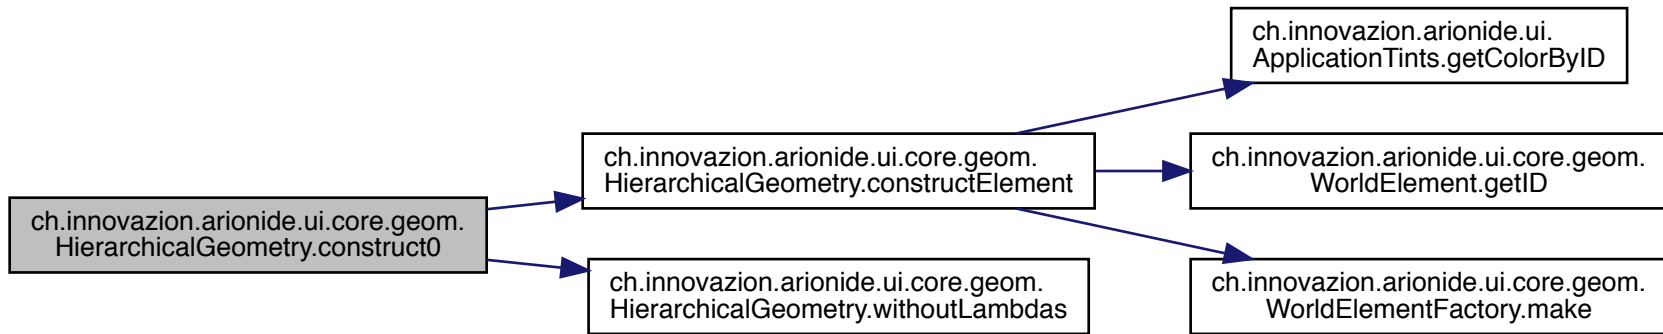 ch.innovazion.arionide.ui.core.geom.
HierarchicalGeometry.construct0
ch.innovazion.arionide.ui.core.geom.
HierarchicalGeometry.constructElement
ch.innovazion.arionide.ui.core.geom.
HierarchicalGeometry.withoutLambdas
ch.innovazion.arionide.ui.
ApplicationTints.getColorByID
ch.innovazion.arionide.ui.core.geom.
WorldElement.getID
ch.innovazion.arionide.ui.core.geom.
WorldElementFactory.make